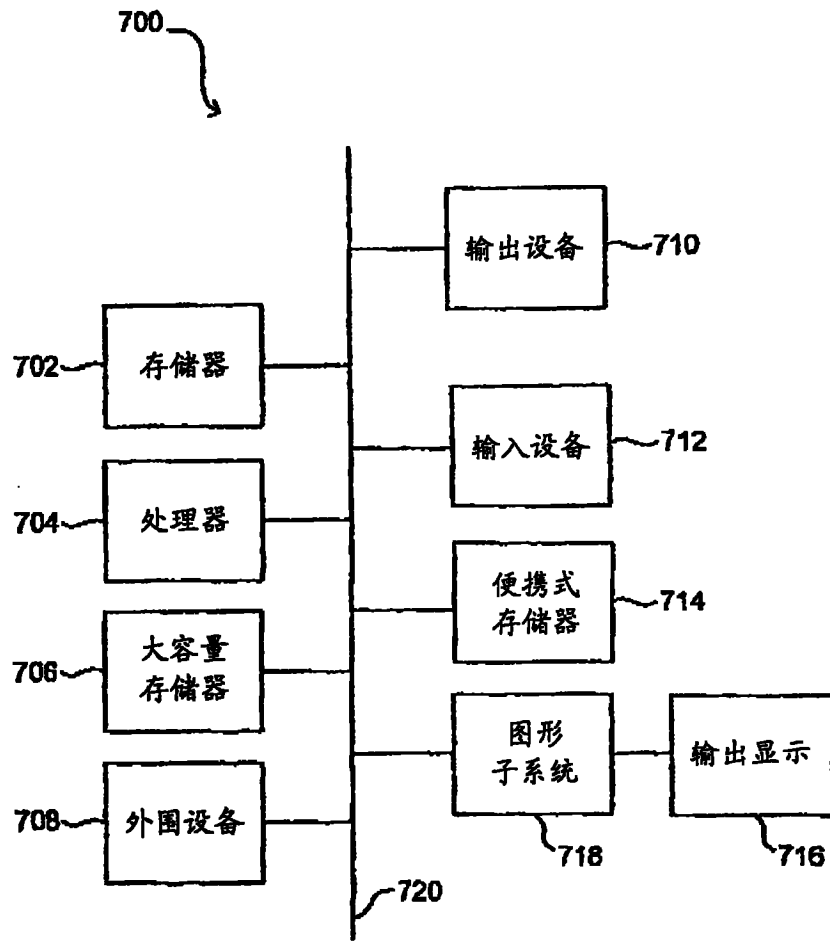 700
输出设备
710
702
存储器
输入设备
712
704
处理器
便携式
存储器
714
706
大容量
存储器
图形
子系统
输出显示
708
外围设备
718
716
720